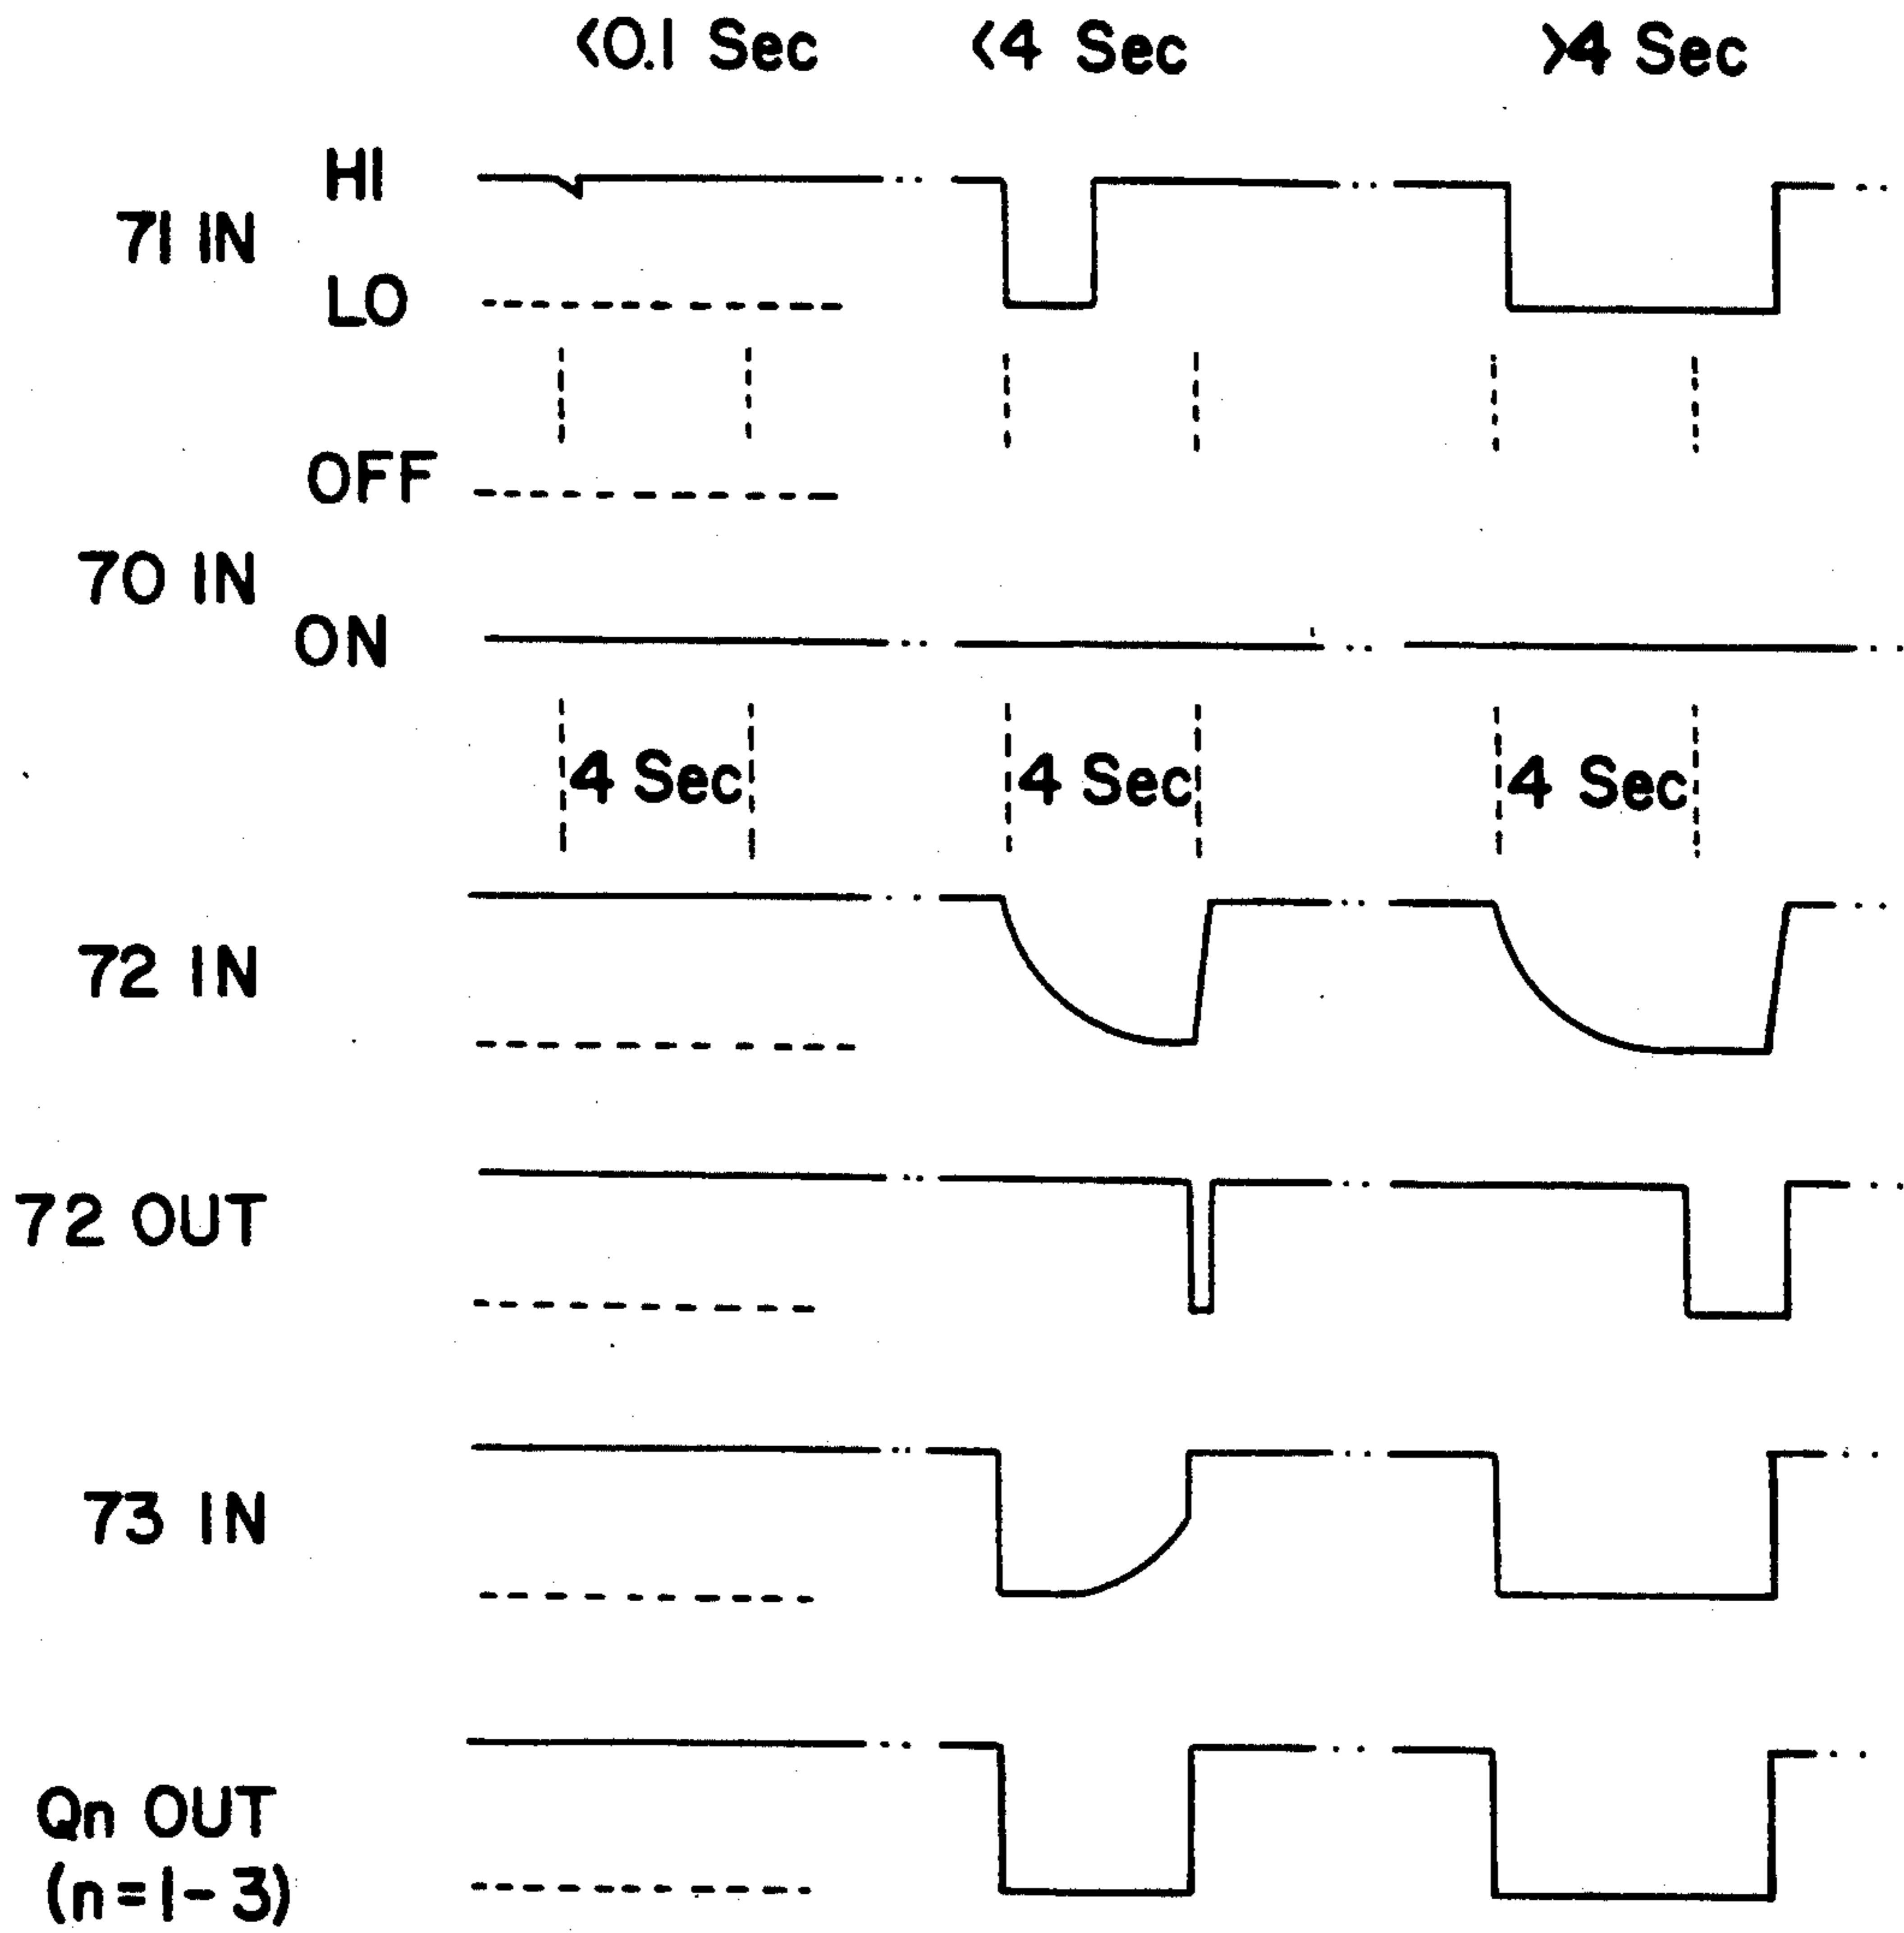 <0.1 Sec <4 Sec >4 Sec
HI
71 IN
LO
OFF
70 IN
ON
4 Sec 4 Sec 4 Sec
72 IN
72 OUT
73 IN
Qn OUT
(n=1-3)